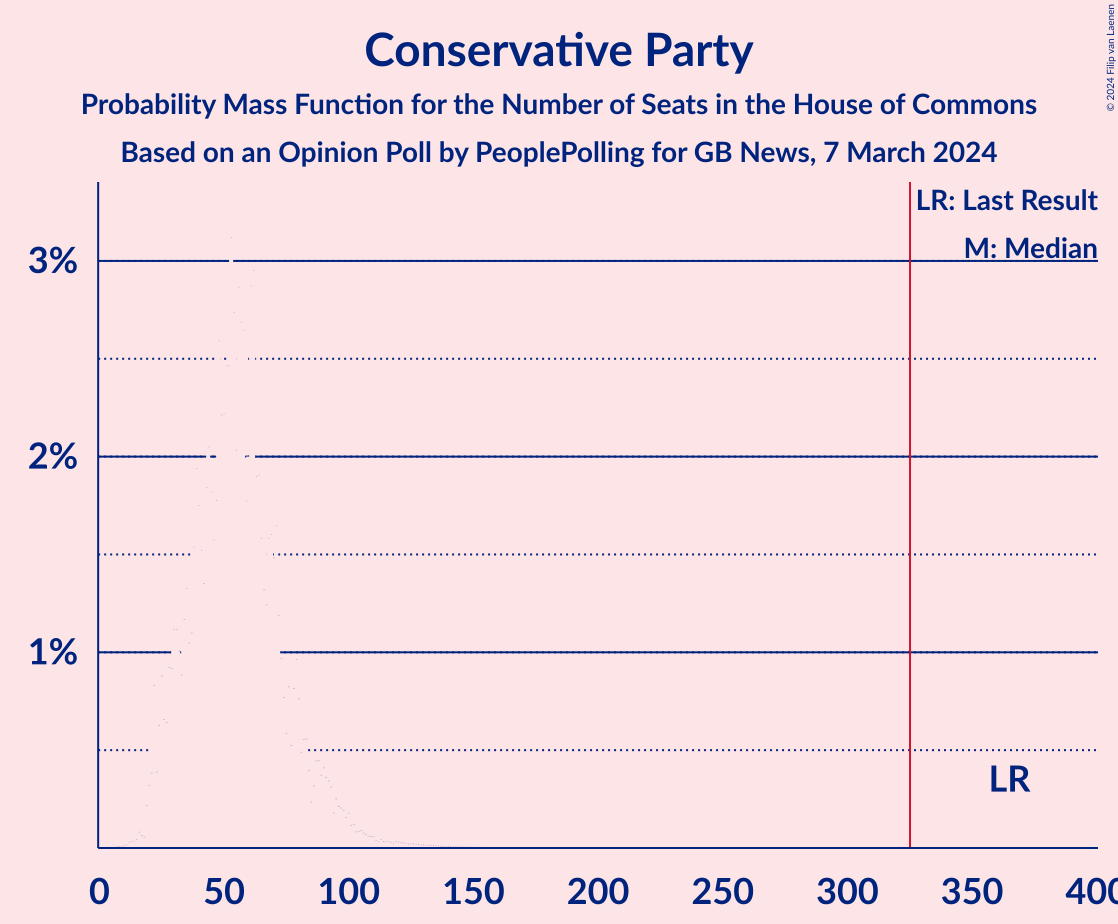 Conservative Party
Probability Mass Function for the Number of Seats in the House of Commons
Based on an Opinion Poll by PeoplePolling for GB News, 7 March 2024
© 2024 Filip van Laenen
LR: Last Result
M: Median
3%
2%
1%
LR
0 50 100 150 200 250 300 350 400